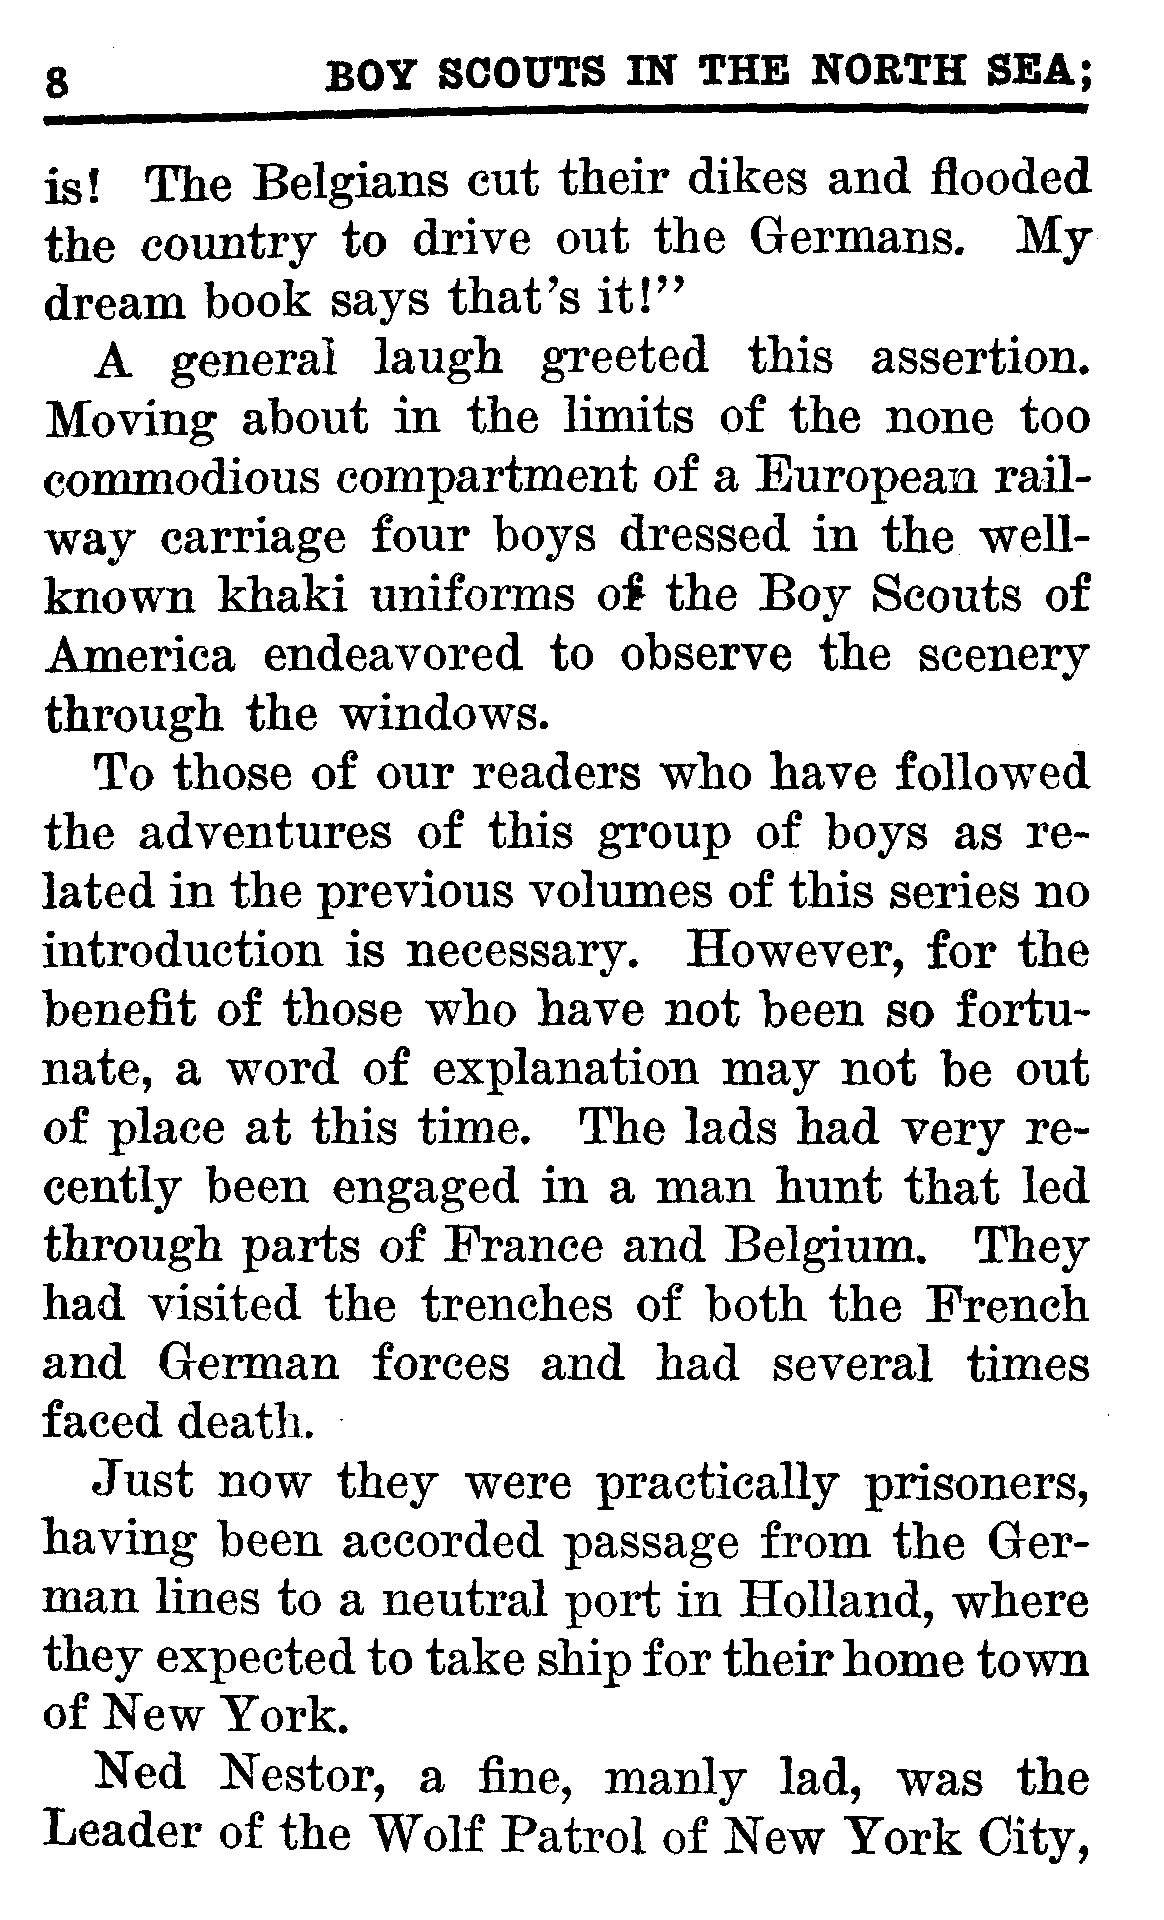 8 BOY SCOUTS IN THE NORTH SEA;
is! The Belgians cut their dikes and flooded
the country to drive out the Germans. My
dream book says that's it!"
A general laugh greeted this assertion.
Moving about in the limits of the none too
commodious compartment of a European rail-
way carriage four boys dressed in the well-
known khaki uniforms of the Boy Scouts of
America endeavored to observe the scenery
through the windows.
To those of our readers who have followed
the adventures of this group of boys as re-
lated in the previous volumes of this series no
introduction is necessary. However, for the
benefit of those who have not been so fortu-
nate, a word of explanation may not be out
of place at this time. The lads had very re-
cently been engaged in a man hunt that led
through parts of France and Belgium. They
had visited the trenches of both the French
and German forces and had several times
faced death.
Just now they were practically prisoners,
having been accorded passage from the Ger-
man lines to a neutral port in Holland, where
they expected to take ship for their home town
of New York.
Ned Nestor, a fine, manly lad, was the
Leader of the Wolf Patrol of New York City,